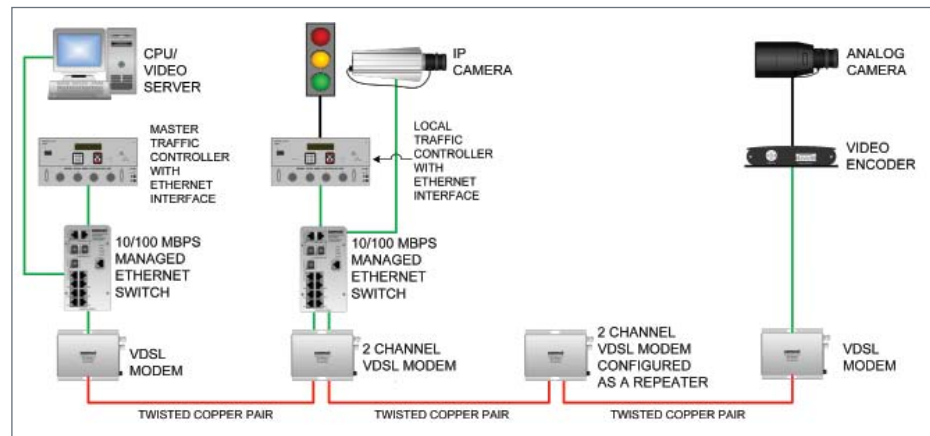 CPU/
VIDEO
SERVER
IP
CAMERA
ANALOG
CAMERA
MASTER
TRAFFIC
CONTROLLER
WITH
ETHERNET
INTERFACE
LOCAL
TRAFFIC
CONTROLLER
WITH
ETHERNET
INTERFACE
VIDEO
ENCODER
10/100 MBPS
MANAGED
ETHERNET
SWITCH
10/100 MBPS
MANAGED
ETHERNET
SWITCH
VDSL
MODEM
2 CHANNEL
VDSL MODEM
2 CHANNEL
VDSL MODEM
CONFIGURED
AS A REPEATER
VDSL
MODEM
TWISTED COPPER PAIR
TWISTED COPPER PAIR
TWISTED COPPER PAIR